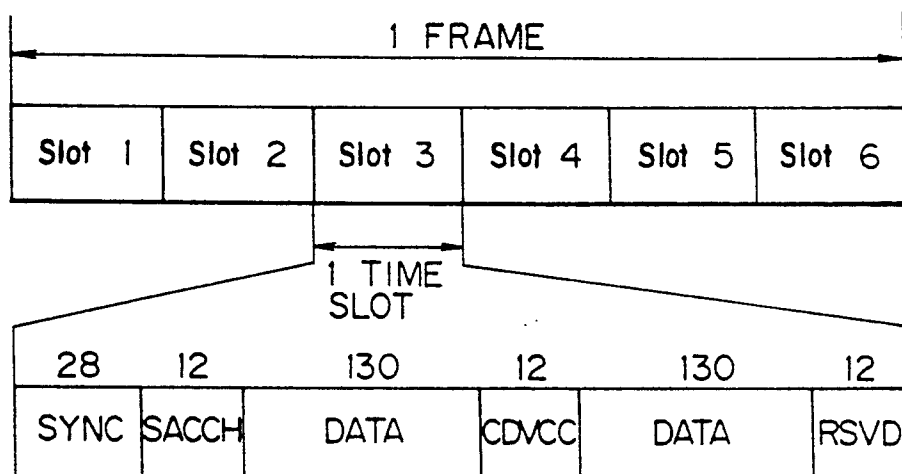 1 FRAME
Slot 1 Slot 2 Slot 3 Slot 4 Slot 5 Slot 6
1 TIME
SLOT
28 12 130 12 130 12
SYNC SACCH DATA CDVCC DATA RSVD